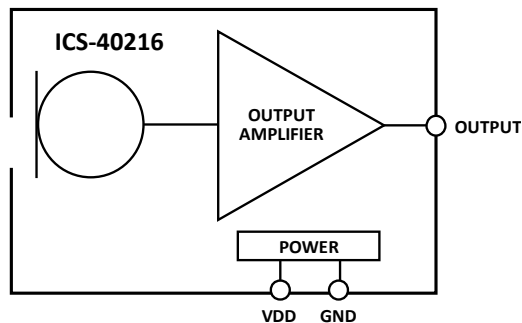 ICS-40216
OUTPUT
AMPLIFIER
OUTPUT
POWER
VDD
GND